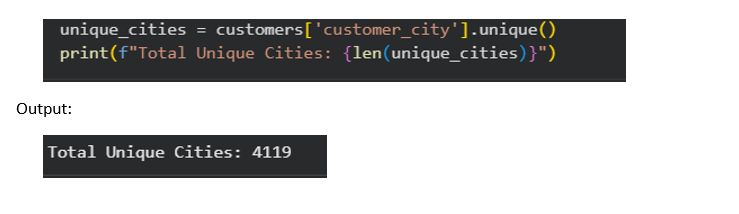 unique_cities = customers['customer_city'].unique()
print(f"Total Unique Cities: {len(unique_cities)}")
Output:
Total Unique Cities: 4119